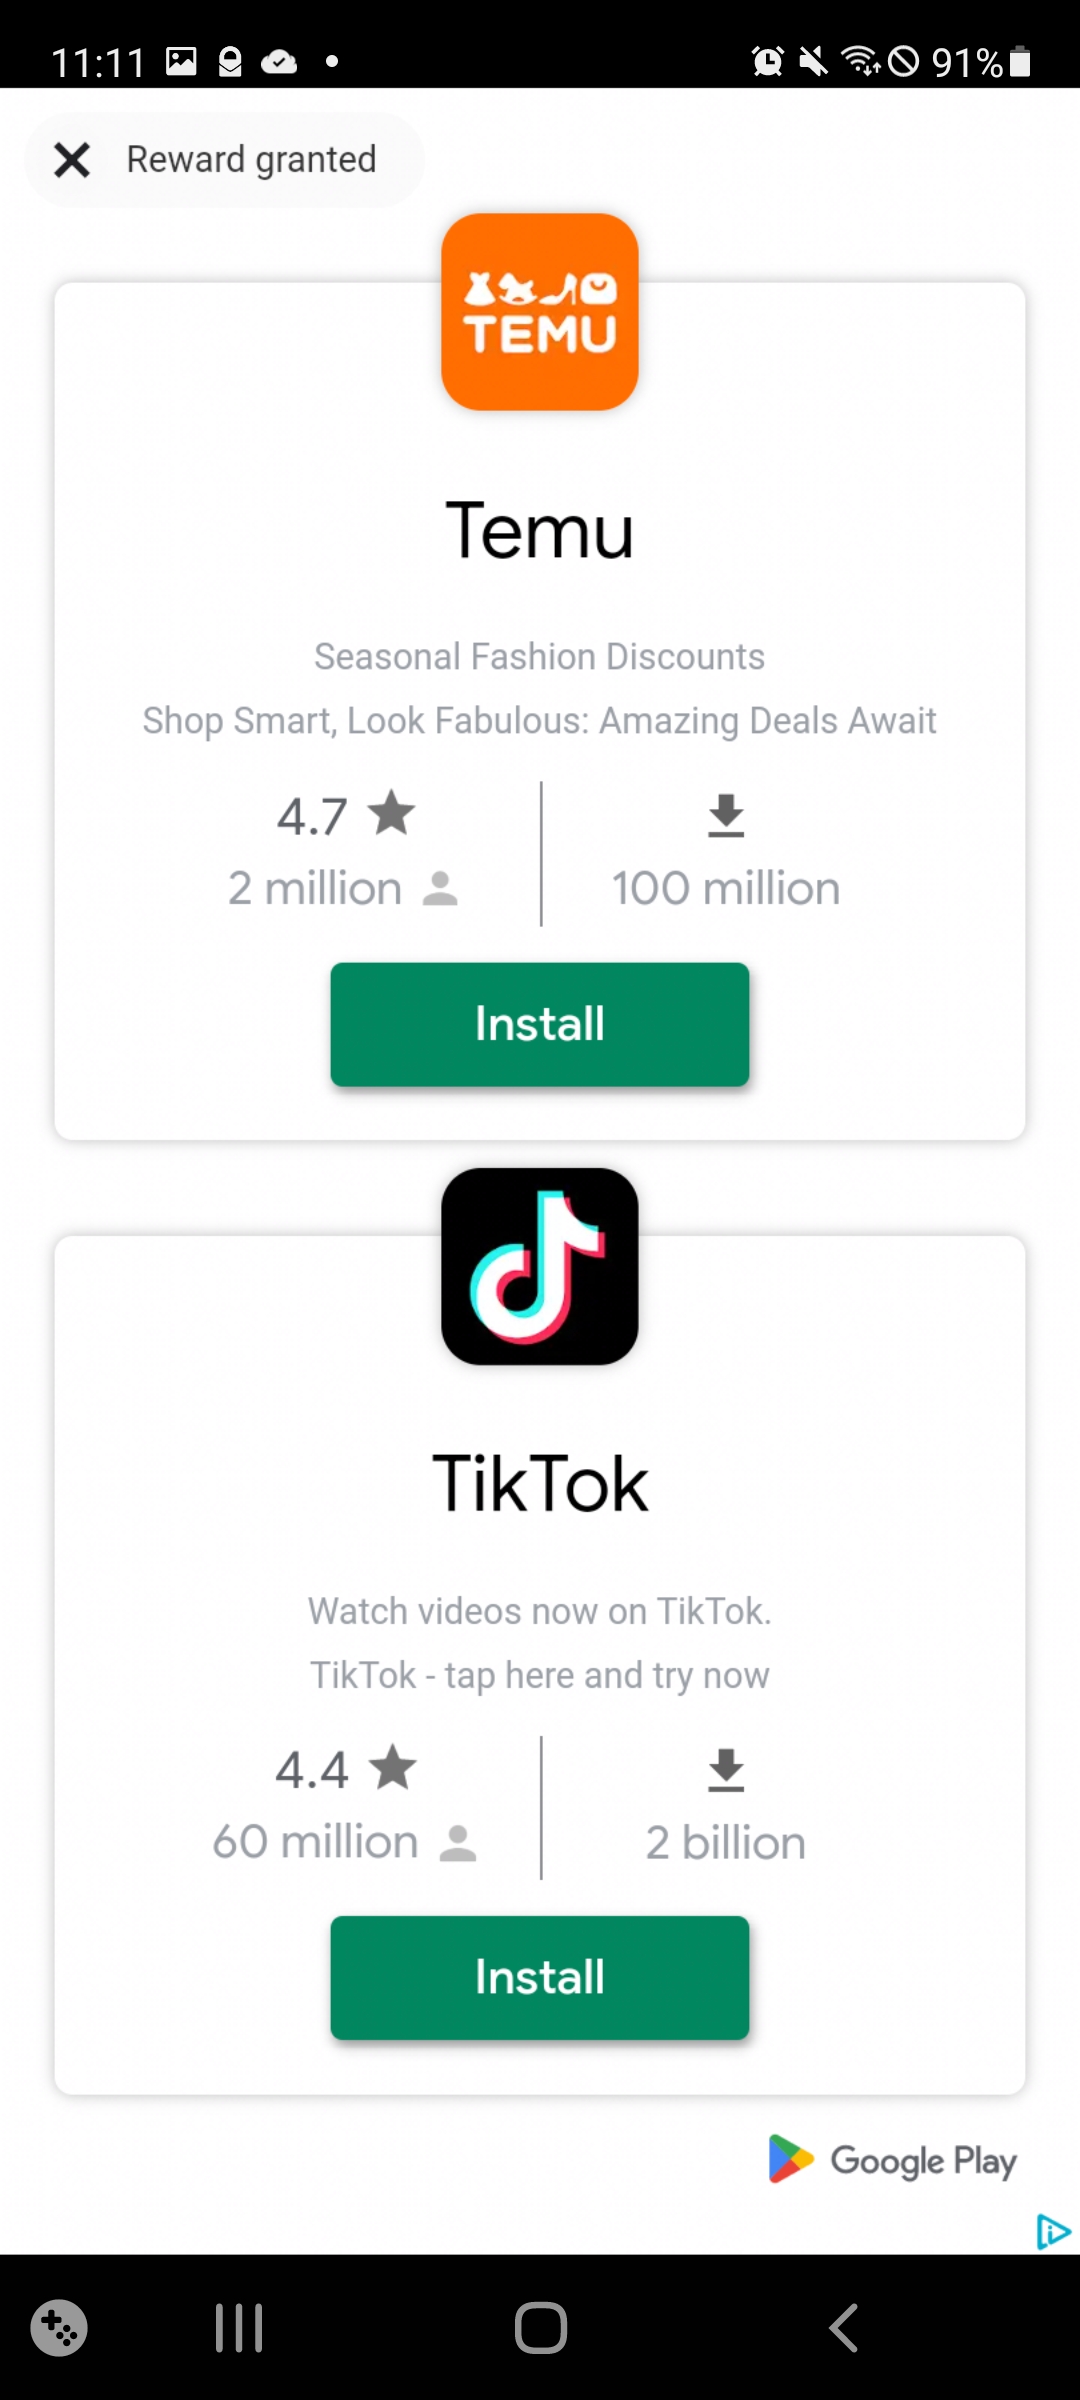 11:11
91%
Reward granted
TEMU
Temu
Seasonal Fashion Discounts
Shop Smart, Look Fabulous: Amazing Deals Await
4.7
2 million
100 million
Install
TikTok
Watch videos now on TikTok.
TikTok - tap here and try now
4.4
60 million
2 billion
Install
Google Play